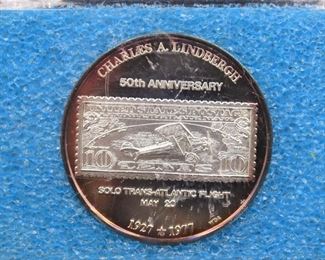 CHARLES A. LINDBERGH
50th ANNIVERSARY
10 10
SOLO TRANS-ATLANTIC FLIGHT
MAY 20
1927 ★ 1977